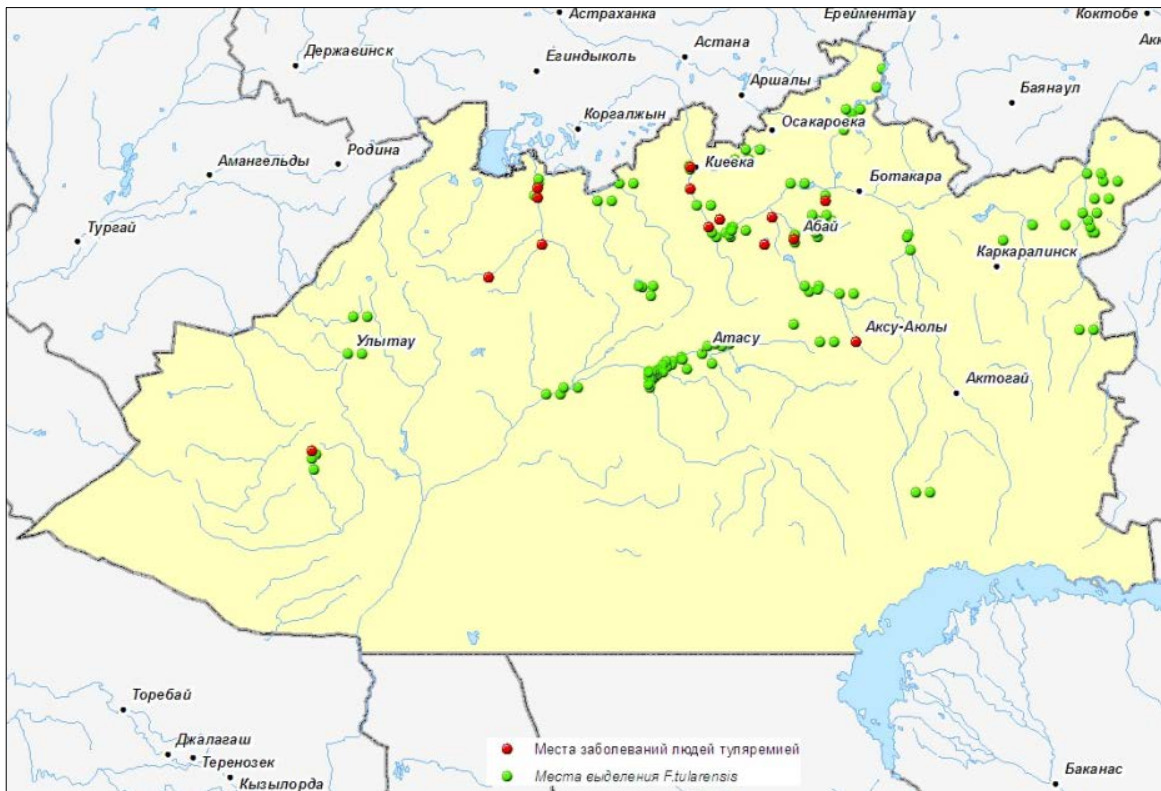 Астраханка
Ерейментау
Коктобе
Акк
Державинск
Астана
Егиндыколь
Аршалы
Баянаул
Коргалжын
Осакаровка
Родина
Амангельды
Киевка
Ботакара
Тургай
Абай
Каркаралинск
Улытау
Атасу
Аксу-Аюлы
Актогай
Торебай
Джалагаш
Теренозек
Кызылорда
Баканас
Места заболеваний людей туляремией
Места выделения F.tularensis